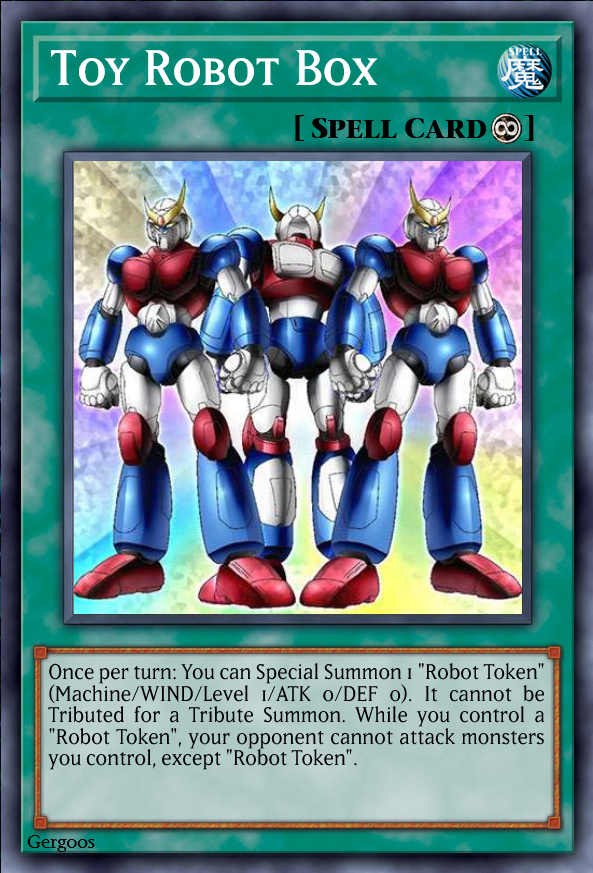 Toy Robot Box
SPELL
魔
[ Spell Card ]
Once per turn: You can Special Summon 1 "Robot Token"
(Machine/WIND/Level 1/ATK 0/DEF 0). It cannot be
Tributed for a Tribute Summon. While you control a
"Robot Token", your opponent cannot attack monsters
you control, except "Robot Token".
Gergoos